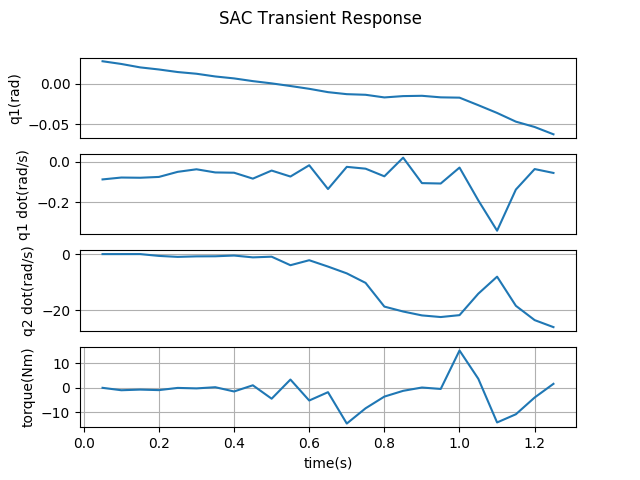 SAC Transient Response
q1(rad)
0.00
−0.05
q1 dot(rad/s)
0.0
−0.2
q2 dot(rad/s)
0
−20
torque(Nm)
10
0
−10
0.0 0.2 0.4 0.6 0.8 1.0 1.2
time(s)